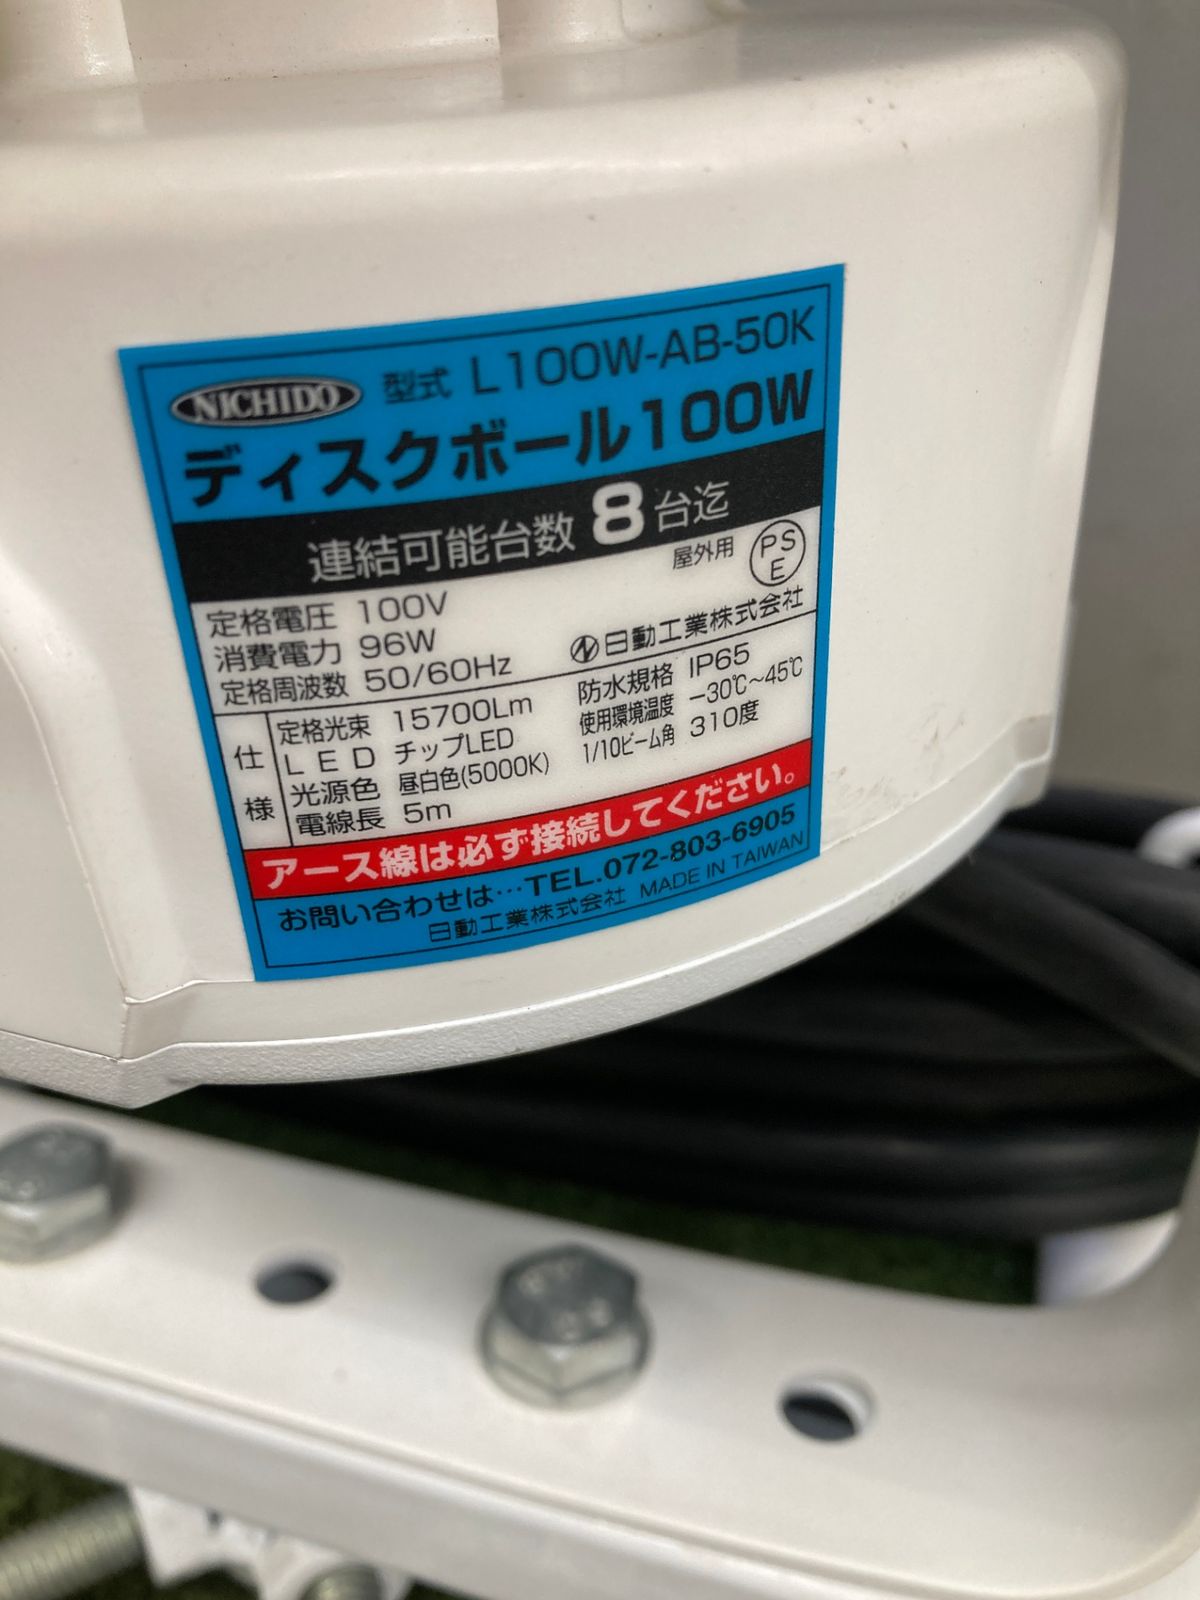 NICHIDO 型式 L100W-AB-50K
ディスクボール100W
連結可能台数 8台迄
定格電圧 100V 屋外用 PSE
消費電力 96W
定格周波数 50/60Hz 日動工業株式会社
仕様
定格光束 15700Lm 防水規格 IP65
LED チップLED 使用環境温度 -30℃~45℃
光源色 昼白色(5000K) 1/10ビーム角 310度
電線長 5m
アース線は必ず接続してください。
お問い合わせは…TEL.072-803-6905
日動工業株式会社 MADE IN TAIWAN